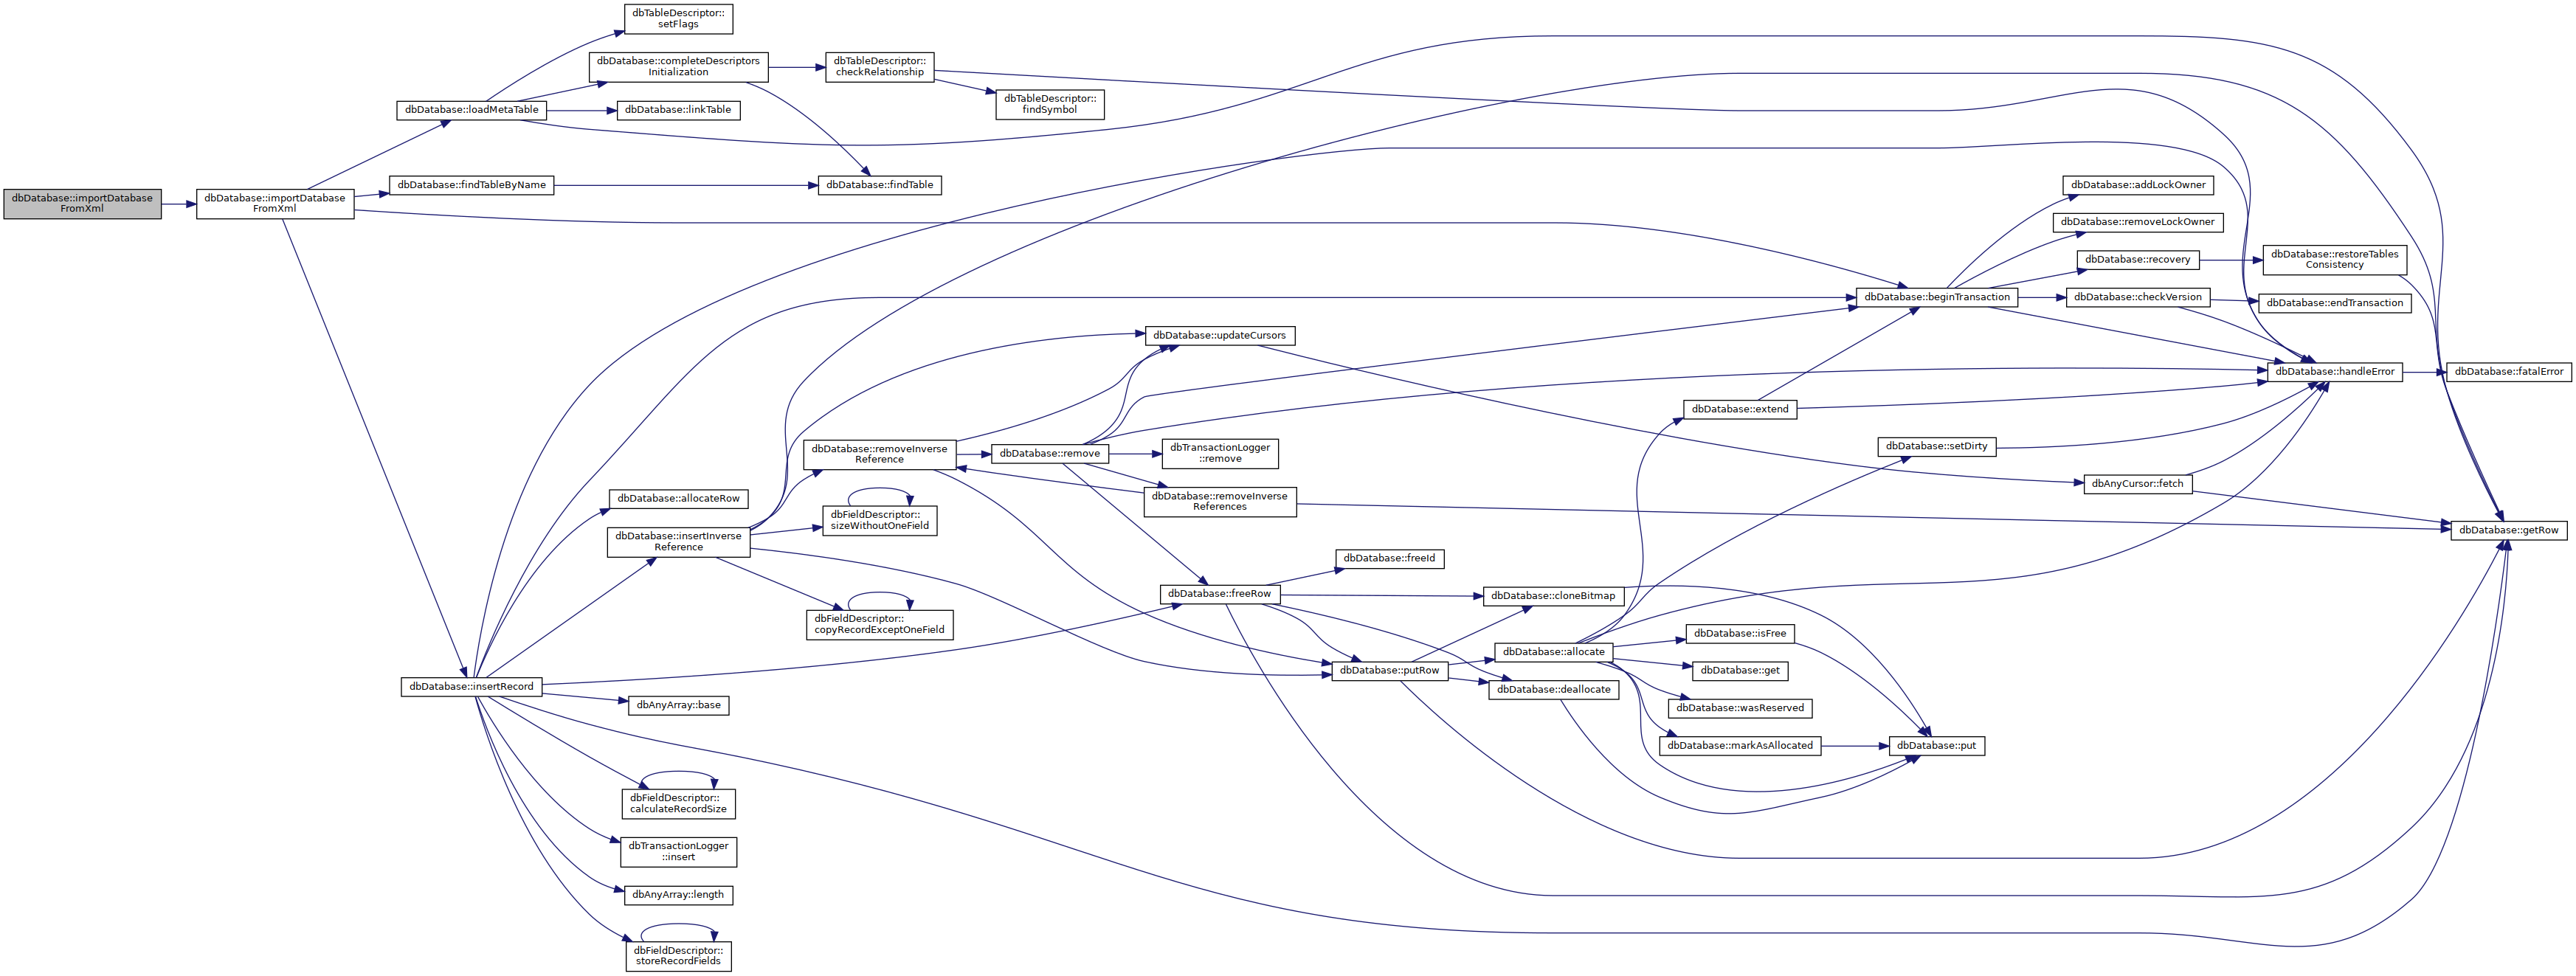 dbDatabase::importDatabase
FromXml
dbDatabase::importDatabase
FromXml
dbDatabase::loadMetaTable
dbDatabase::findTableByName
dbDatabase::insertRecord
dbTableDescriptor::
setFlags
dbDatabase::completeDescriptors
Initialization
dbDatabase::linkTable
dbTableDescriptor::
checkRelationship
dbTableDescriptor::
findSymbol
dbDatabase::findTable
dbDatabase::allocateRow
dbDatabase::insertInverse
Reference
dbAnyArray::base
dbFieldDescriptor::
calculateRecordSize
dbTransactionLogger
::insert
dbAnyArray::length
dbFieldDescriptor::
storeRecordFields
dbDatabase::removeInverse
Reference
dbFieldDescriptor::
sizeWithoutOneField
dbFieldDescriptor::
copyRecordExceptOneField
dbDatabase::remove
dbDatabase::updateCursors
dbTransactionLogger
::remove
dbDatabase::removeInverse
References
dbDatabase::freeRow
dbDatabase::freeId
dbDatabase::cloneBitmap
dbDatabase::putRow
dbDatabase::allocate
dbDatabase::deallocate
dbDatabase::extend
dbDatabase::isFree
dbDatabase::get
dbDatabase::wasReserved
dbDatabase::markAsAllocated
dbDatabase::beginTransaction
dbDatabase::setDirty
dbDatabase::put
dbDatabase::addLockOwner
dbDatabase::removeLockOwner
dbDatabase::recovery
dbDatabase::checkVersion
dbAnyCursor::fetch
dbDatabase::restoreTables
Consistency
dbDatabase::endTransaction
dbDatabase::handleError
dbDatabase::fatalError
dbDatabase::getRow